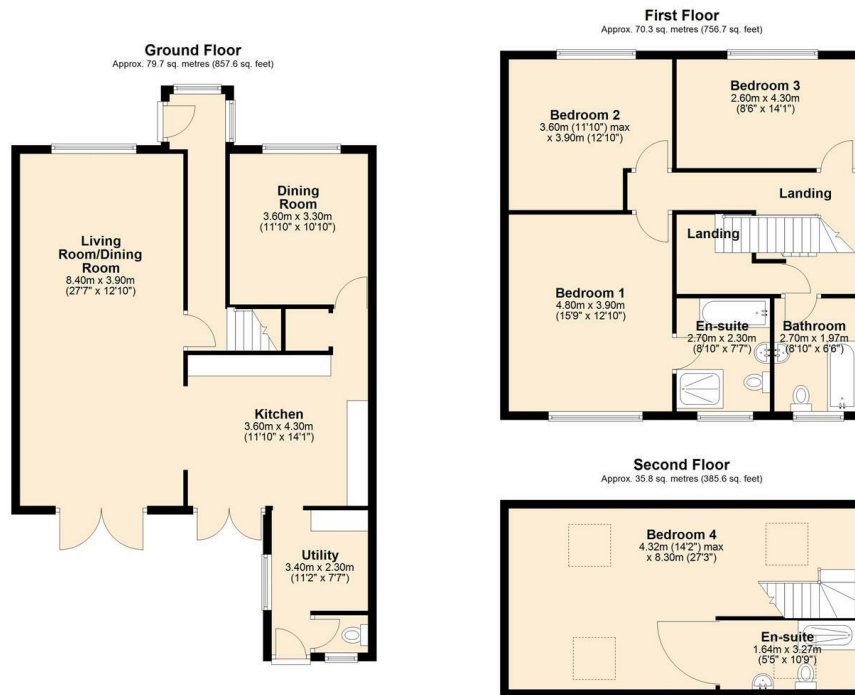 Ground Floor
Approx. 79.7 sq. metres (857.6 sq. feet)
Living
Room/Dining
Room
8.40m x 3.90m
(27'7" x 12'10")
Dining
Room
3.60m x 3.30m
(11'10" x 10'10")
Kitchen
3.60m x 4.30m
(11'10" x 14'1")
Utility
3.40m x 2.30m
(11'2" x 7'7")
First Floor
Approx. 70.3 sq. metres (756.7 sq. feet)
Bedroom 2
3.60m (11'10") max
x 3.90m (12'10")
Bedroom 3
2.60m x 4.30m
(8'6" x 14'1")
Landing
Landing
Bedroom 1
4.80m x 3.90m
(15'9" x 12'10")
En-suite
2.70m x 2.30m
(8'10" x 7'7")
Bathroom
2.70m x 1.97m
(8'10" x 6'6")
Second Floor
Approx. 35.8 sq. metres (385.6 sq. feet)
Bedroom 4
4.32m (14'2") max
x 8.30m (27'3")
En-suite
1.64m x 3.27m
(5'5" x 10'9")